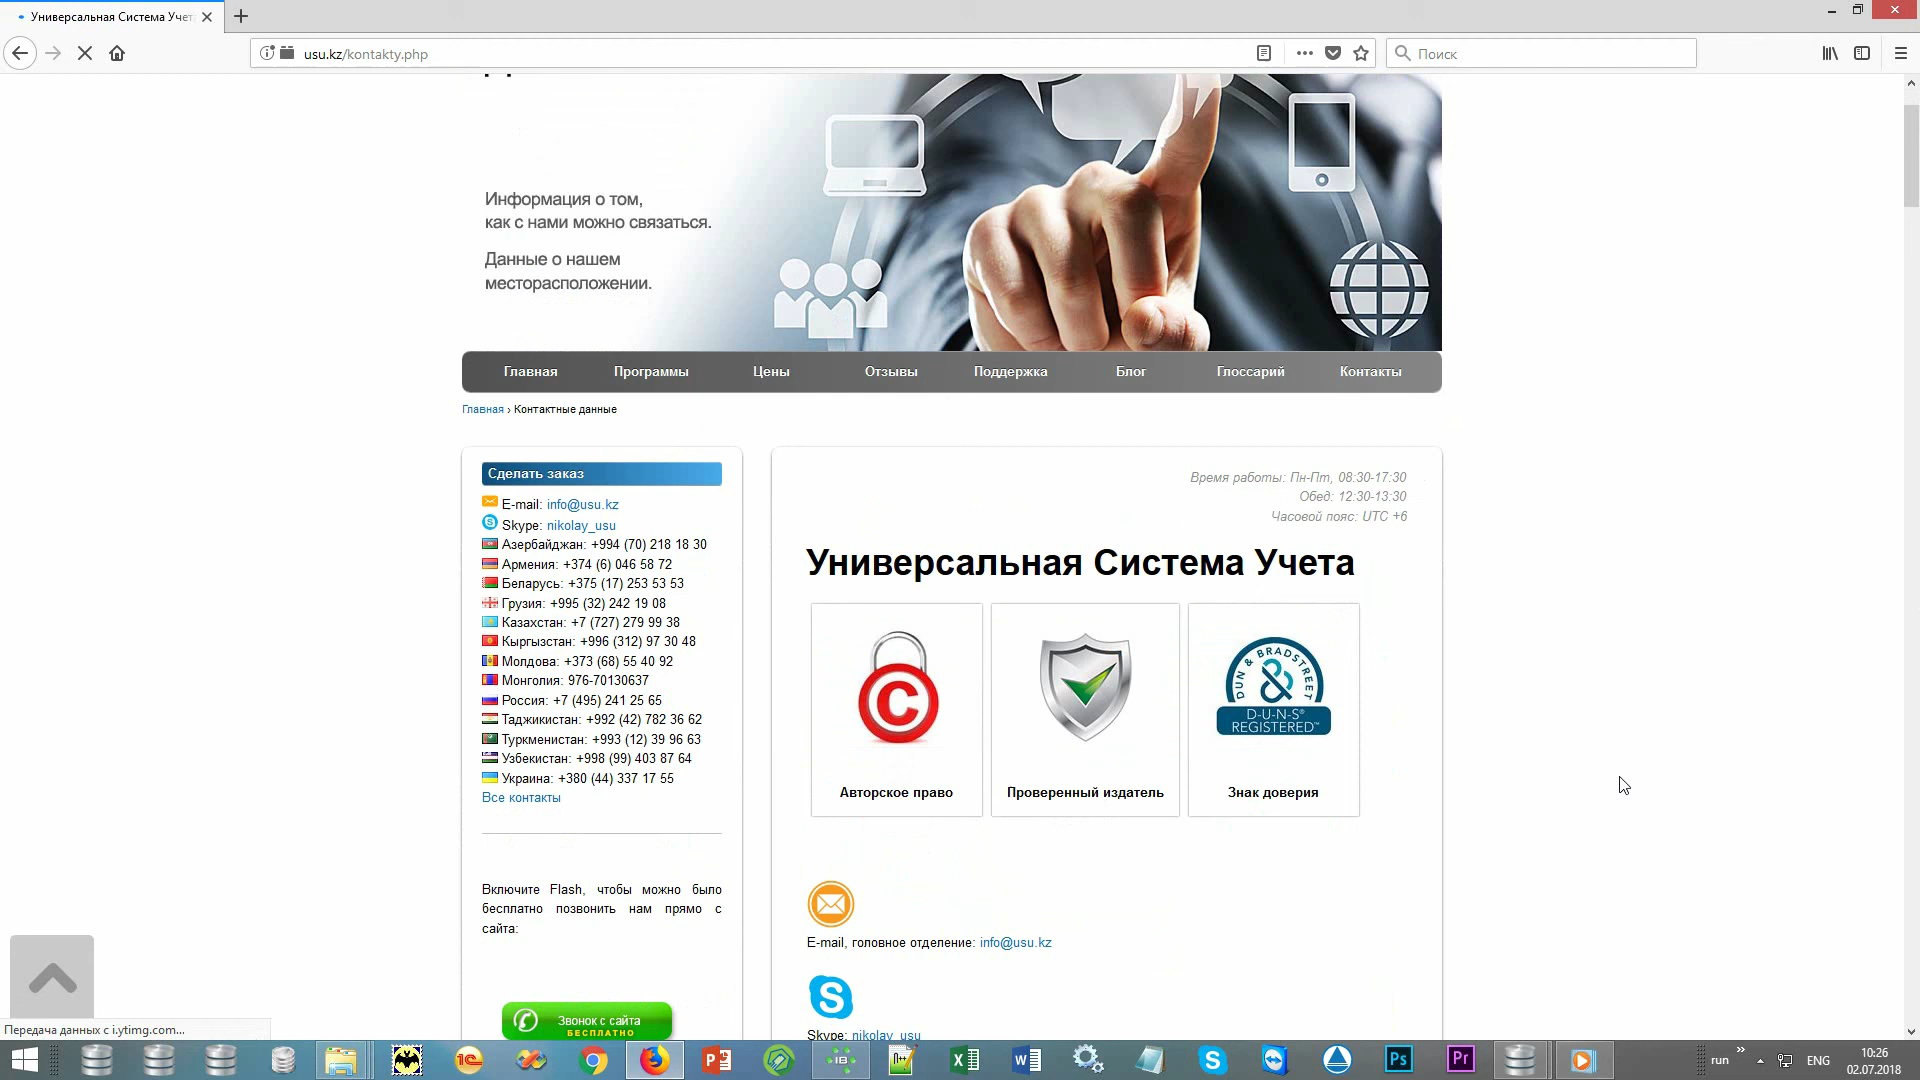 Универсальная Система Учет
usu.kz/kontakty.php
Поиск
Информация о том,
как с нами можно связаться.
Данные о нашем
месторасположении.
Главная Программы Цены Отзывы Поддержка Блог Глоссарий Контакты
Главная › Контактные данные
Сделать заказ
E-mail: info@usu.kz
Skype: nikolay_usu
Азербайджан: +994 (70) 218 18 30
Армения: +374 (6) 046 58 72
Беларусь: +375 (17) 253 53 53
Грузия: +995 (32) 242 19 08
Казахстан: +7 (727) 279 99 38
Кыргызстан: +996 (312) 97 30 48
Молдова: +373 (68) 55 40 92
Монголия: 976-70130637
Россия: +7 (495) 241 25 65
Таджикистан: +992 (42) 782 36 62
Туркменистан: +993 (12) 39 96 63
Узбекистан: +998 (99) 403 87 64
Украина: +380 (44) 337 17 55
Все контакты
Включите Flash, чтобы можно было
бесплатно позвонить нам прямо с
сайта:
Звонок с сайта
БЕСПЛАТНО
Время работы: Пн-Пт, 08:30-17:30
Обед: 12:30-13:30
Часовой пояс: UTC +6
Универсальная Система Учета
C
DUN & BRADSTREET
D-U-N-S®
REGISTERED™
Авторское право
Проверенный издатель
Знак доверия
E-mail, головное отделение: info@usu.kz
Skype: nikolay_usu
Передача данных с i.ytimg.com...
run
ENG
10:26
02.07.2018